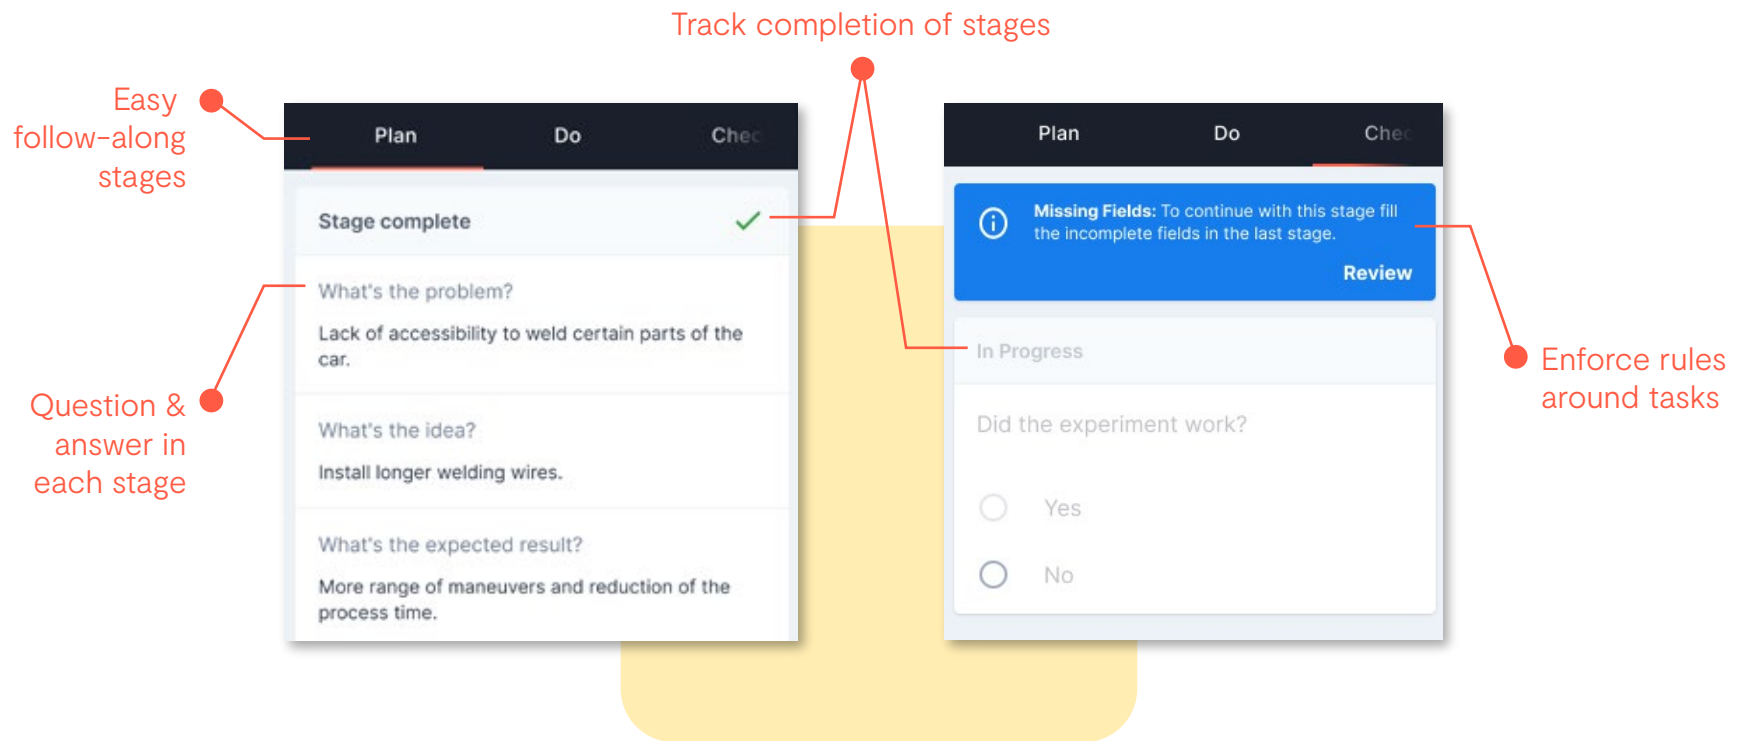 Track completion of stages
Easy
follow-along
stages
Question &
answer in
each stage
Plan Do Chec
Stage complete
What's the problem?
Lack of accessibility to weld certain parts of the
car.
What's the idea?
Install longer welding wires.
What's the expected result?
More range of maneuvers and reduction of the
process time.
Plan Do Chec
Missing Fields: To continue with this stage fill
the incomplete fields in the last stage.
Review
In Progress
Did the experiment work?
Yes
No
Enforce rules
around tasks